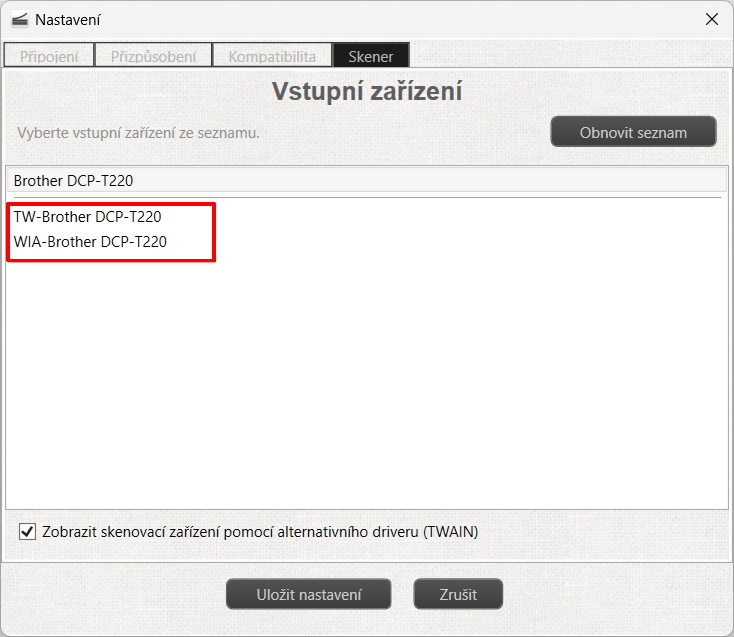 Nastavení
Připojení Přizpůsobení Kompatibilita Skener
Vstupní zařízení
Vyberte vstupní zařízení ze seznamu. Obnovit seznam
Brother DCP-T220
TW-Brother DCP-T220
WIA-Brother DCP-T220
Zobrazit skenovací zařízení pomocí alternativního driveru (TWAIN)
Uložit nastavení Zrušit